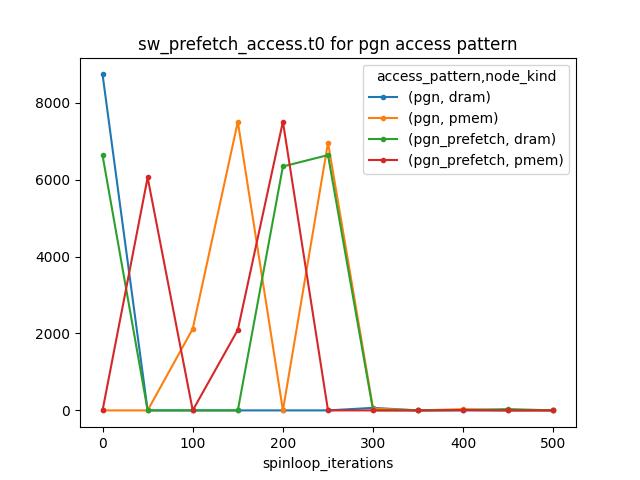 sw_prefetch_access.t0 for pgn access pattern
access_pattern,node_kind
(pgn, dram)
(pgn, pmem)
(pgn_prefetch, dram)
(pgn_prefetch, pmem)
8000
6000
4000
2000
0
0 100 200 300 400 500
spinloop_iterations